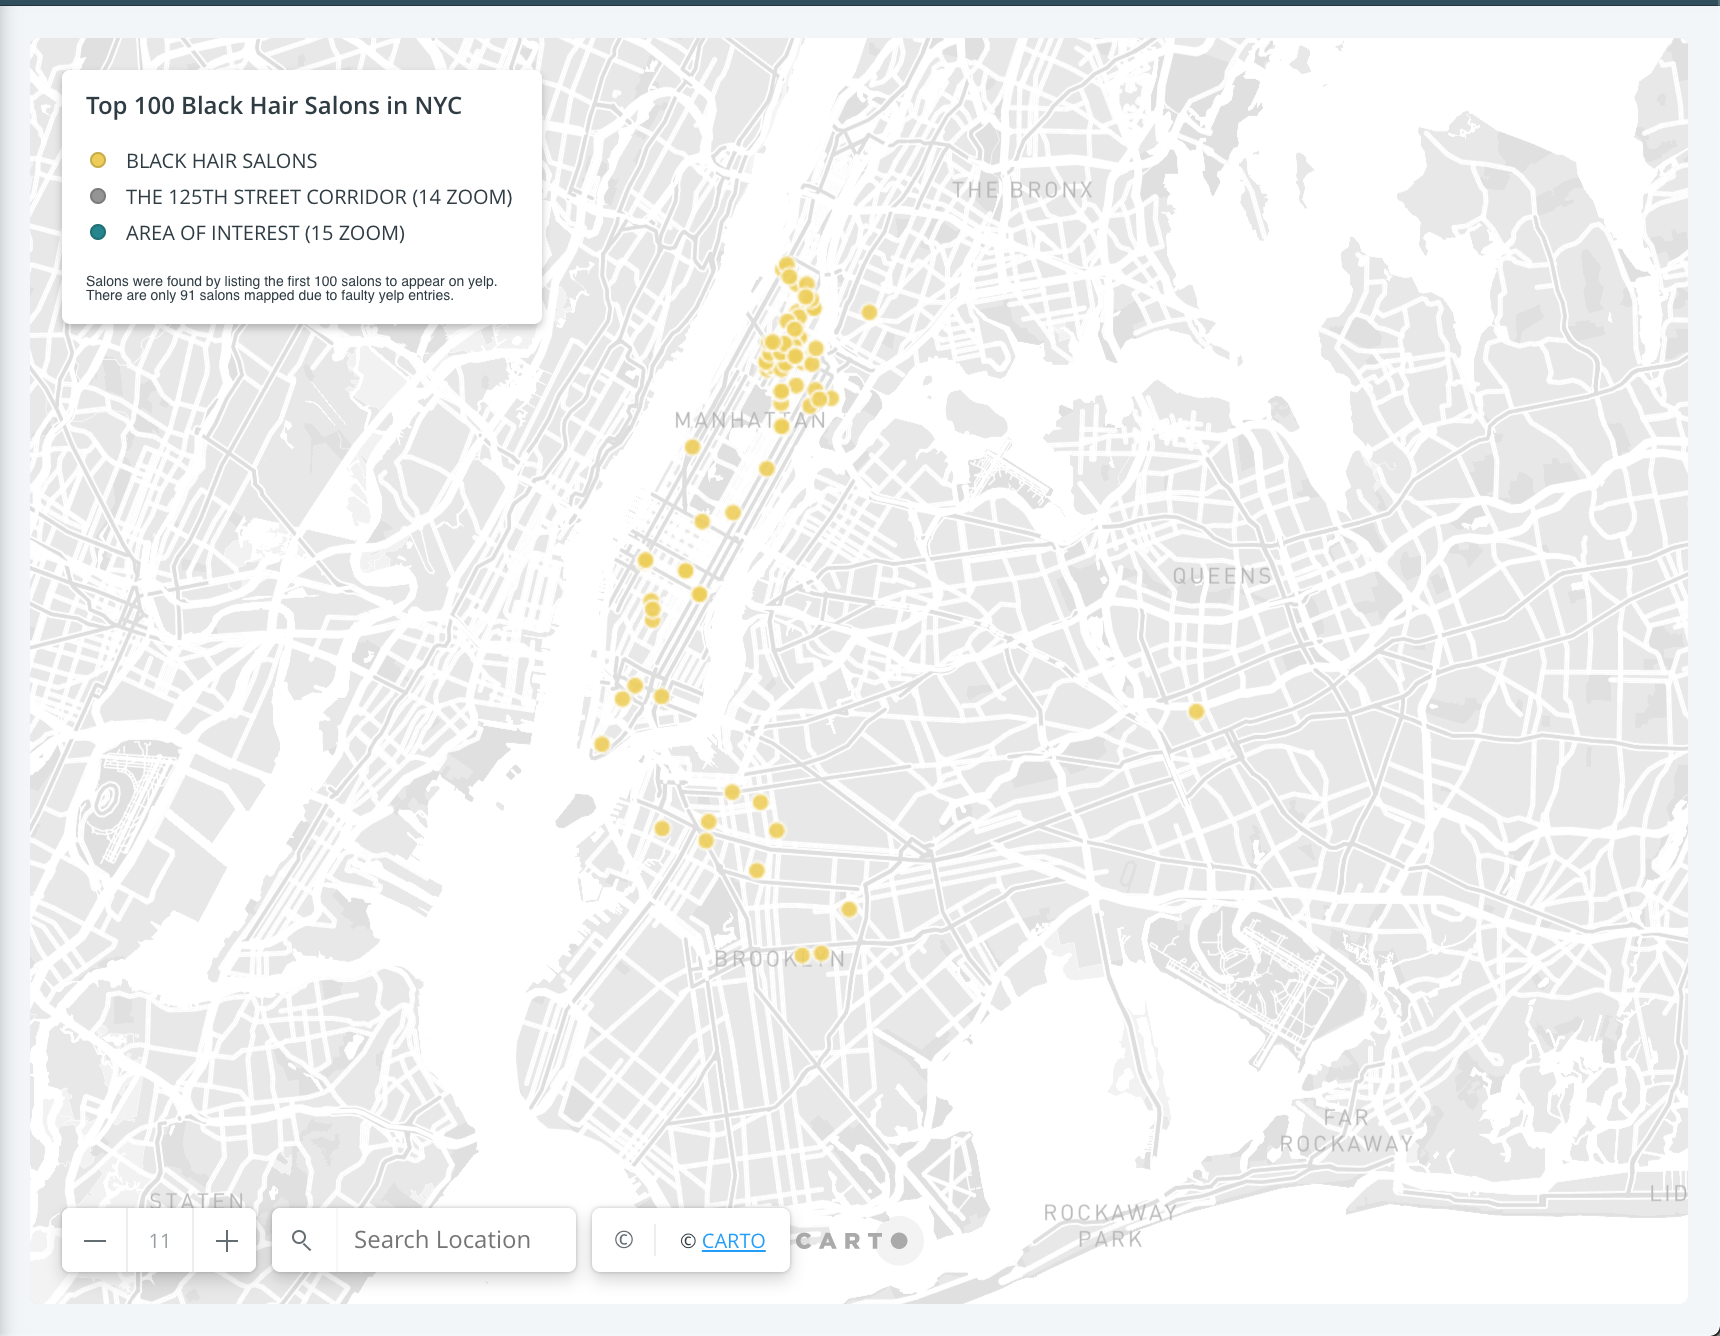 Top 100 Black Hair Salons in NYC
BLACK HAIR SALONS
THE 125TH STREET CORRIDOR (14 ZOOM)
AREA OF INTEREST (15 ZOOM)
Salons were found by listing the first 100 salons to appear on yelp.
There are only 91 salons mapped due to faulty yelp entries.
THE BRONX
MANHATTAN
QUEENS
BROOKLYN
FAR
ROCKAWAY
STATEN
LID
ROCKAWAY
PARK
11
Search Location
©
© CARTO
CARTO